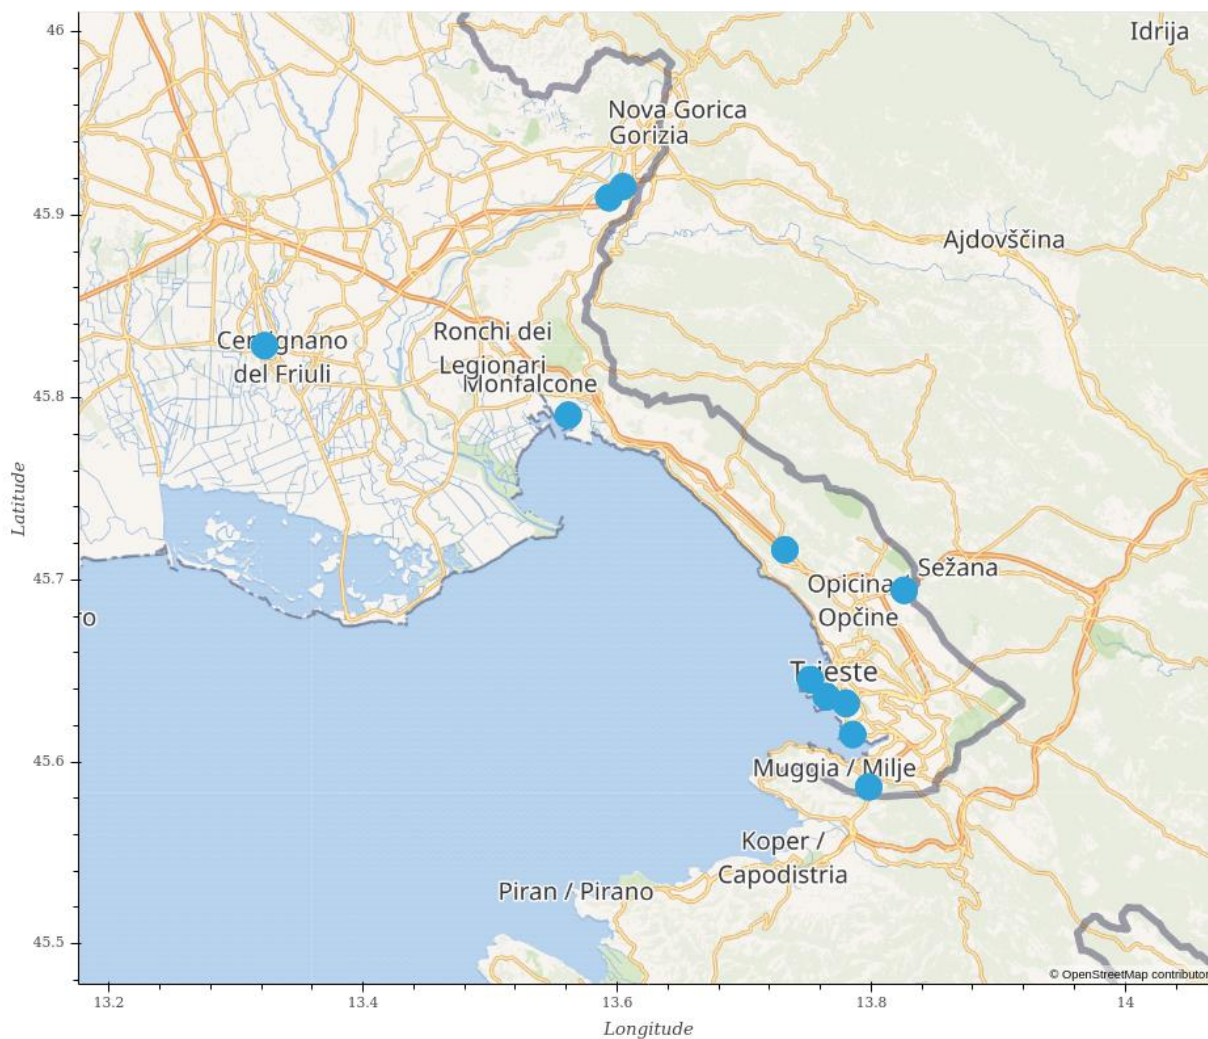 46
Idrija
Nova Gorica
Gorizia
45.9
Ajdovščina
Ronchi dei
Legionari
Cervignano
del Friuli
Monfalcone
45.8
Latitude
45.7
Sežana
Opicina /
Opčine
ro
Trieste
45.6
Muggia / Milje
Koper /
Capodistria
Piran / Pirano
45.5
© OpenStreetMap contributor
13.2
13.4
13.6
13.8
14
Longitude